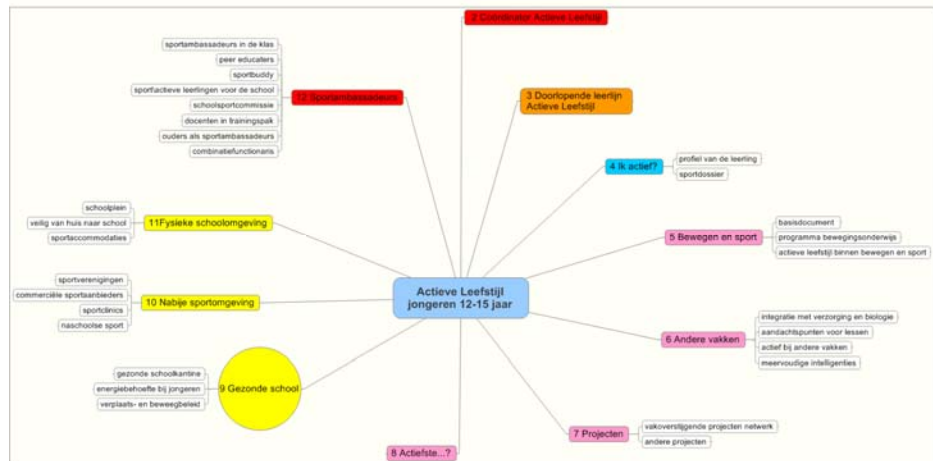 2 Coördinator Actieve Leefstijl
3 Doorlopende leerlijn
Actieve Leefstijl
4 Ik actief?
profiel van de leerling
sportdossier
5 Bewegen en sport
basisdocument
programma bewegingsonderwijs
actieve leefstijl binnen bewegen en sport
6 Andere vakken
integratie met verzorging en biologie
aandachtspunten voor lessen
actief bij andere vakken
meervoudige intelligenties
7 Projecten
vakoverstijgende projecten netwerk
andere projecten
8 Actiefste...?
9 Gezonde school
gezonde schoolkantine
energiebehoefte bij jongeren
verplaats- en beweegbeleid
10 Nabije sportomgeving
sportverenigingen
commerciële sportaanbieders
sportclinics
naschoolse sport
11Fysieke schoolomgeving
schoolplein
veilig van huis naar school
sportaccommodaties
12 Sportambassadeurs
sportambassadeurs in de klas
peer educaters
sportbuddy
sport\actieve leerlingen voor de school
schoolsportcommissie
docenten in trainingspak
ouders als sportambassadeurs
combinatiefunctionaris
Actieve Leefstijl
jongeren 12-15 jaar